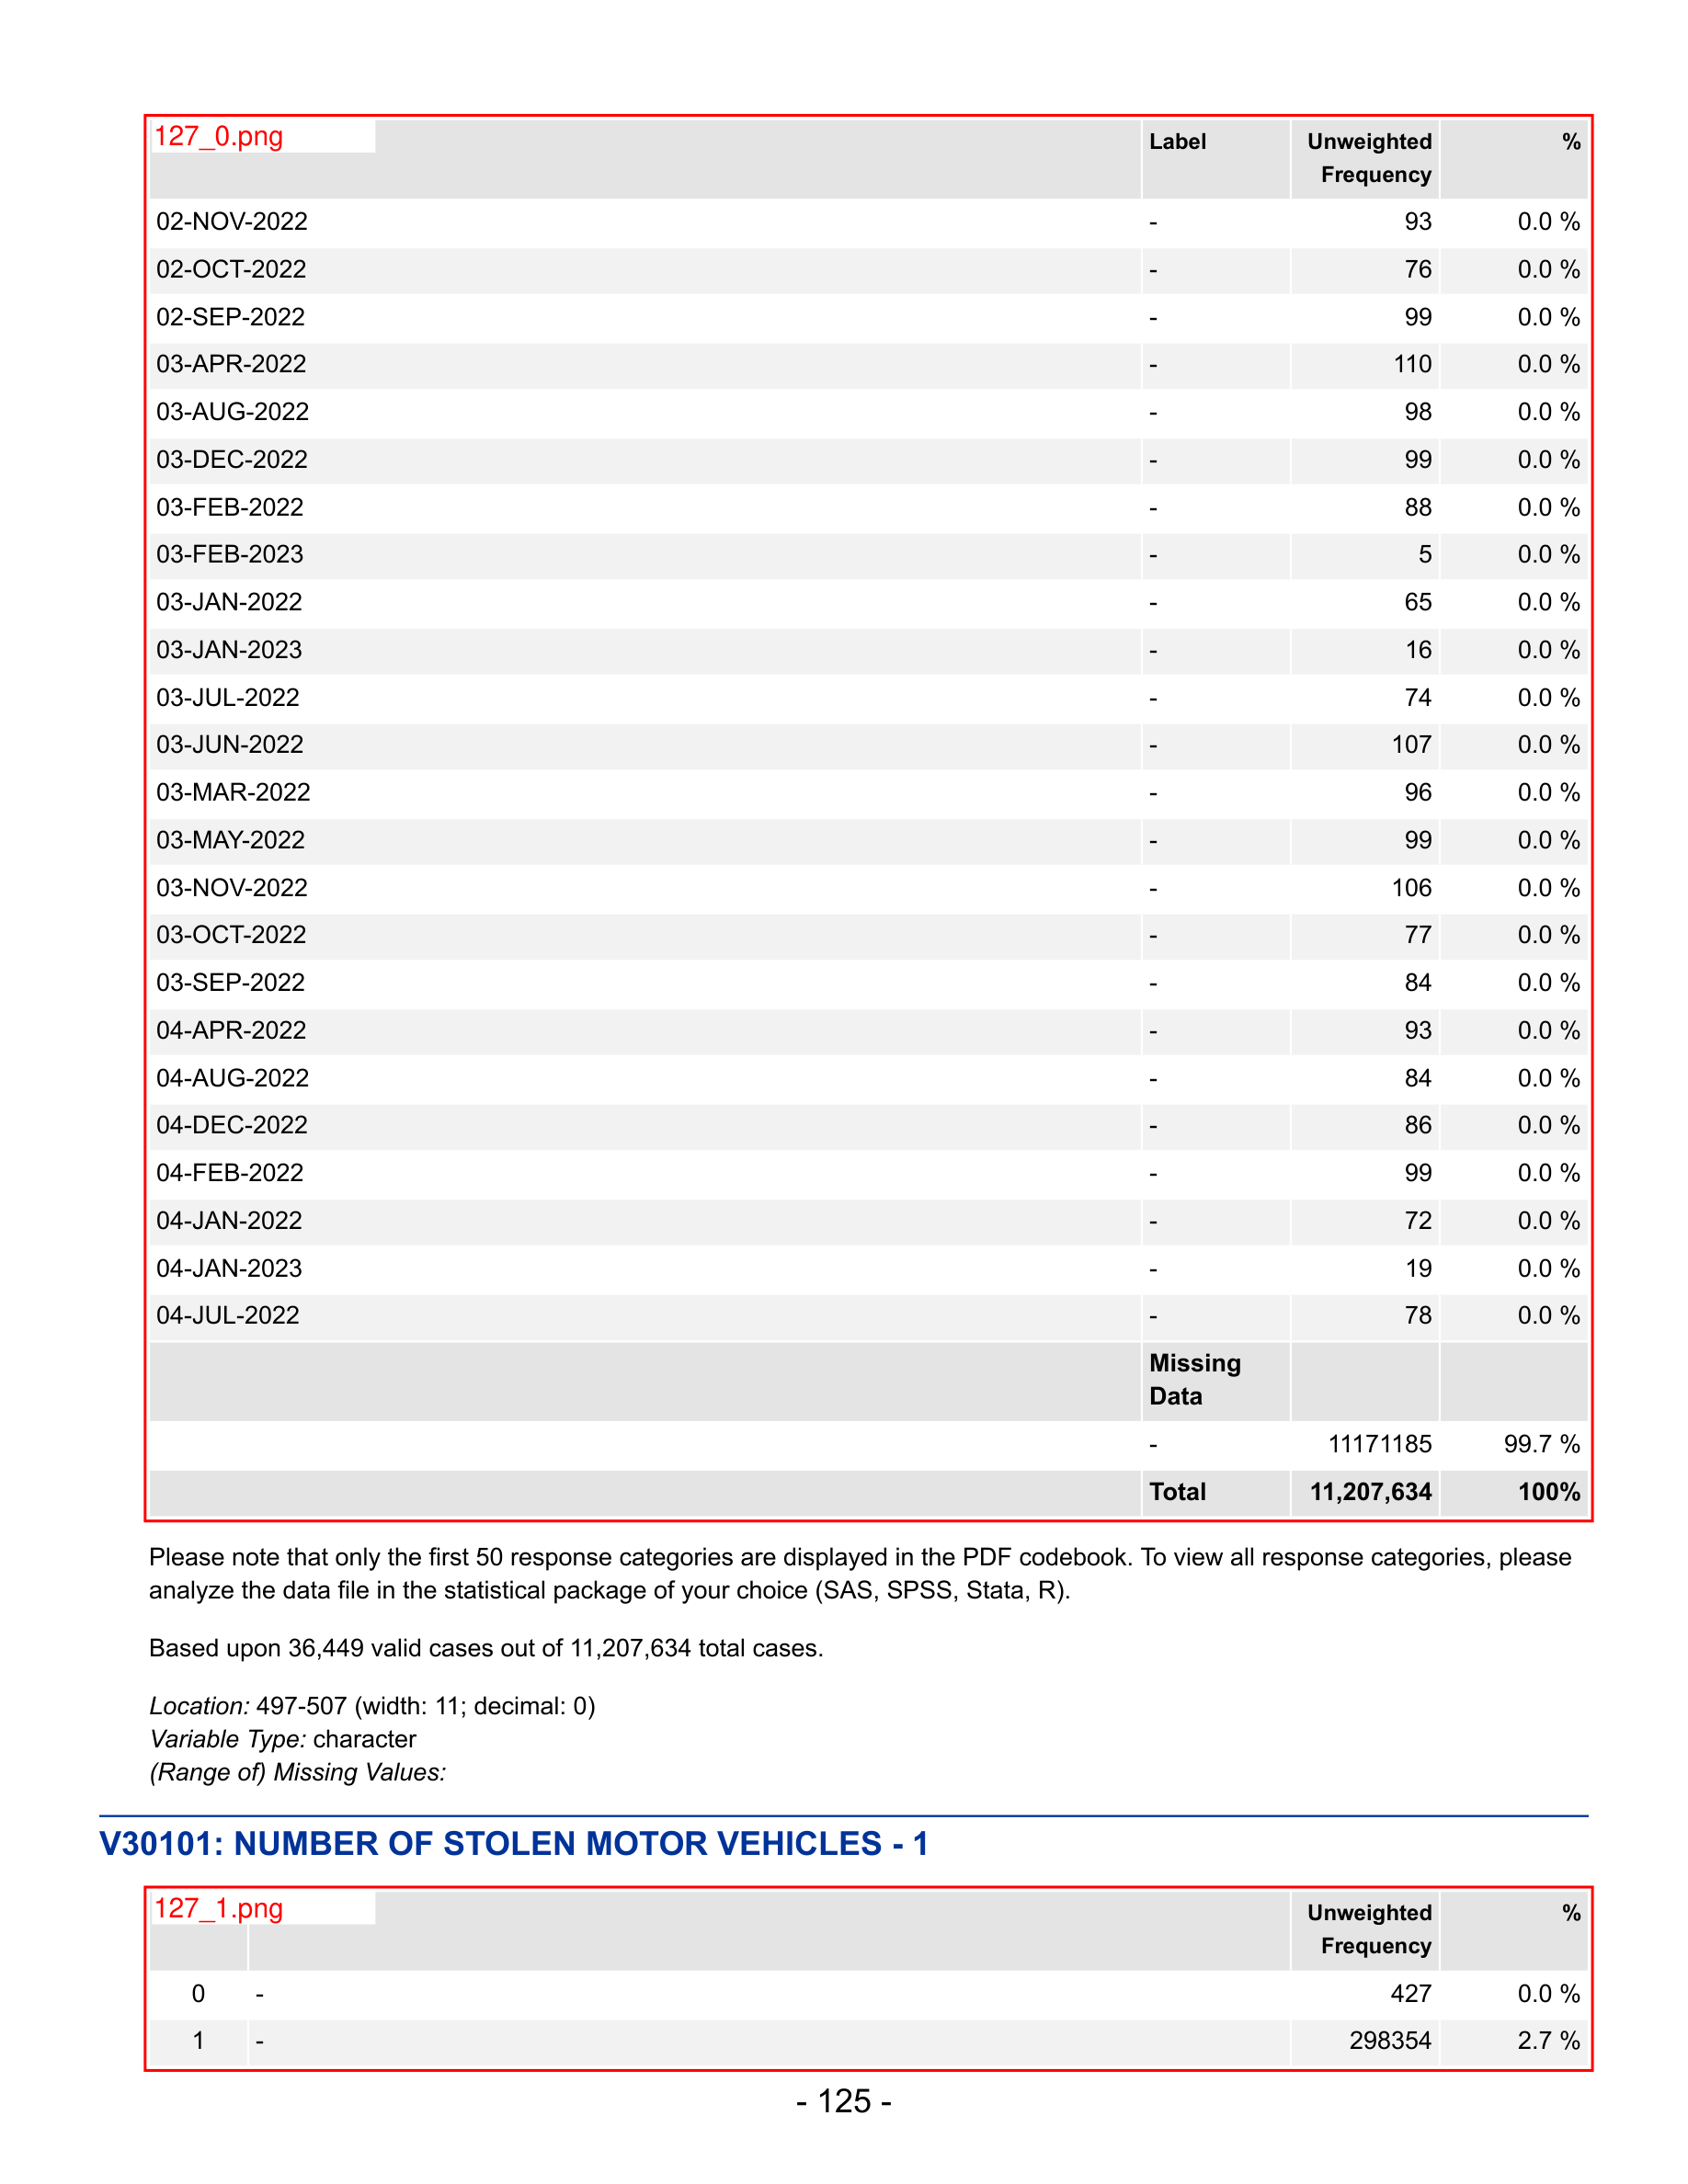 127_0.png Label Unweighted Frequency %
02-NOV-2022 - 93 0.0 %
02-OCT-2022 - 76 0.0 %
02-SEP-2022 - 99 0.0 %
03-APR-2022 - 110 0.0 %
03-AUG-2022 - 98 0.0 %
03-DEC-2022 - 99 0.0 %
03-FEB-2022 - 88 0.0 %
03-FEB-2023 - 5 0.0 %
03-JAN-2022 - 65 0.0 %
03-JAN-2023 - 16 0.0 %
03-JUL-2022 - 74 0.0 %
03-JUN-2022 - 107 0.0 %
03-MAR-2022 - 96 0.0 %
03-MAY-2022 - 99 0.0 %
03-NOV-2022 - 106 0.0 %
03-OCT-2022 - 77 0.0 %
03-SEP-2022 - 84 0.0 %
04-APR-2022 - 93 0.0 %
04-AUG-2022 - 84 0.0 %
04-DEC-2022 - 86 0.0 %
04-FEB-2022 - 99 0.0 %
04-JAN-2022 - 72 0.0 %
04-JAN-2023 - 19 0.0 %
04-JUL-2022 - 78 0.0 %
Missing
Data
- 11171185 99.7 %
Total 11,207,634 100%
Please note that only the first 50 response categories are displayed in the PDF codebook. To view all response categories, please
analyze the data file in the statistical package of your choice (SAS, SPSS, Stata, R).
Based upon 36,449 valid cases out of 11,207,634 total cases.
Location: 497-507 (width: 11; decimal: 0)
Variable Type: character
(Range of) Missing Values:
V30101: NUMBER OF STOLEN MOTOR VEHICLES - 1
127_1.png Unweighted Frequency %
0 - 427 0.0 %
1 - 298354 2.7 %
- 125 -